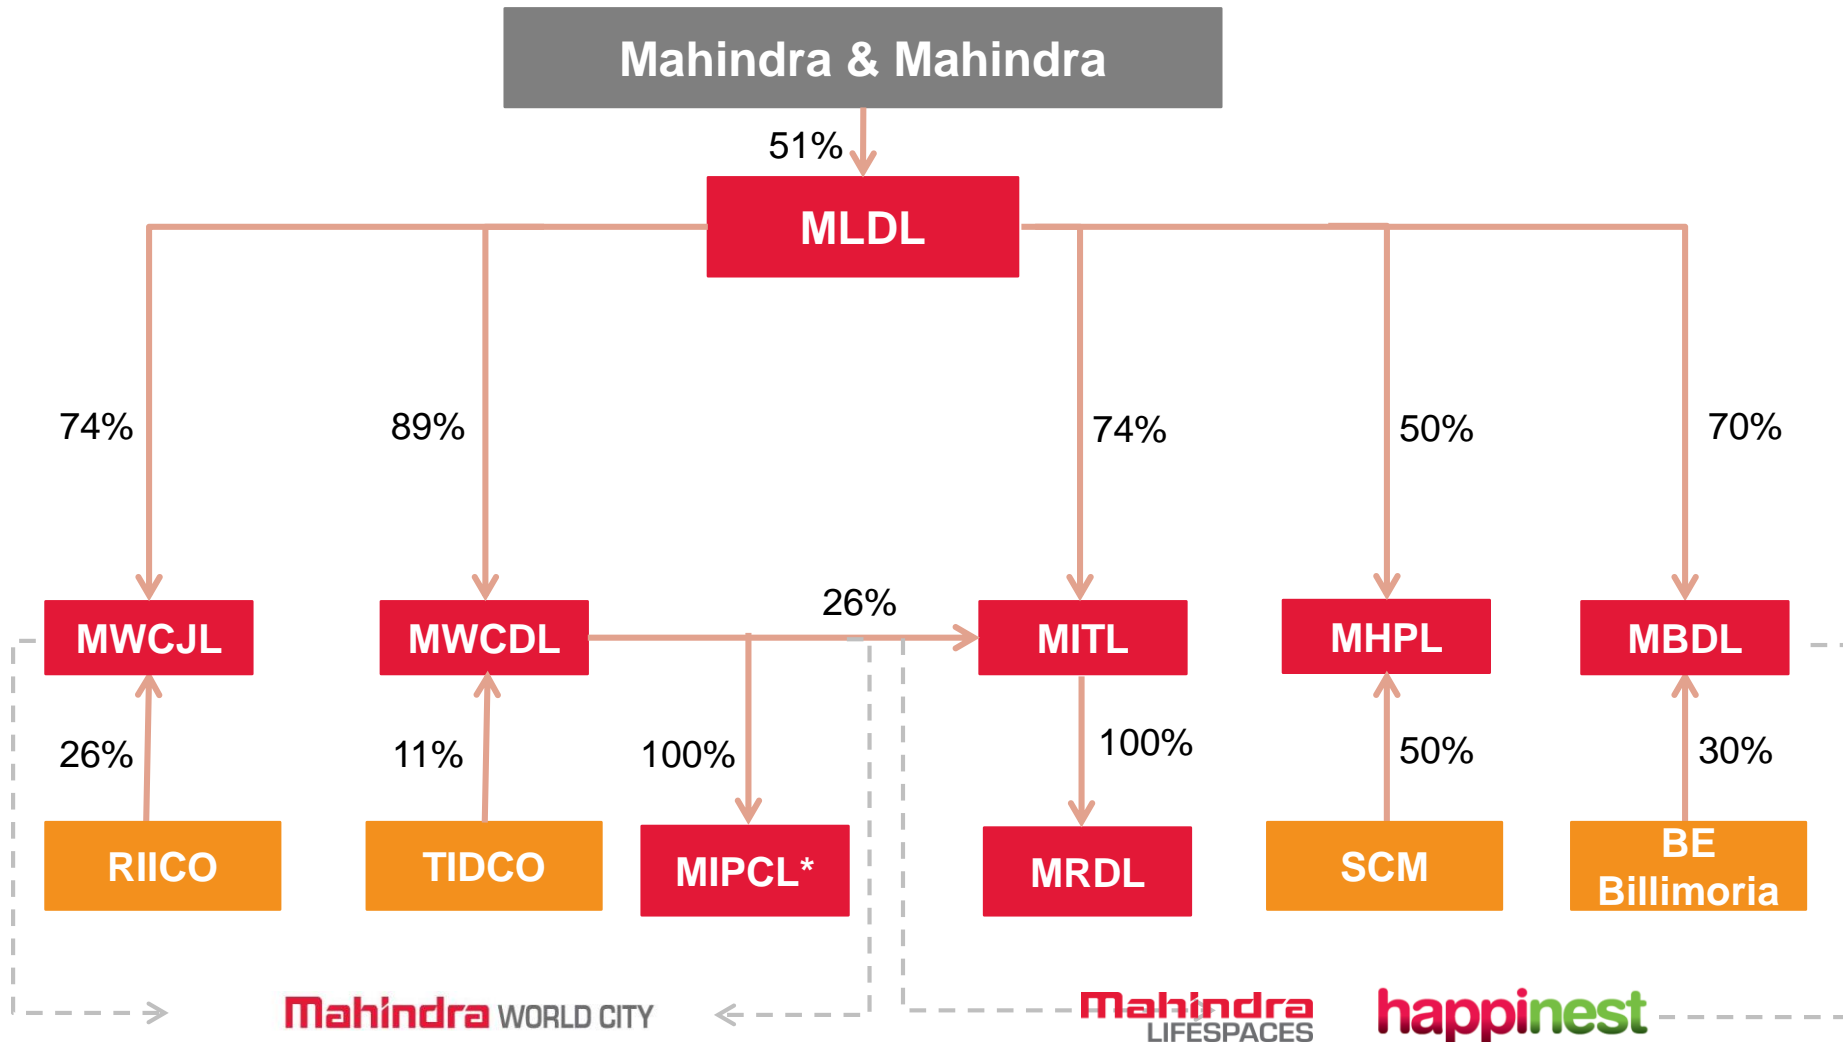 Mahindra & Mahindra
51%
MLDL
74%
89%
74%
50%
70%
26%
MWCJL
MWCDL
MITL
MHPL
MBDL
26%
11%
100%
100%
50%
30%
RIICO
TIDCO
MIPCL*
MRDL
SCM
BE
Billimoria
Mahindra WORLD CITY
Mahindra
LIFESPACES
happinest